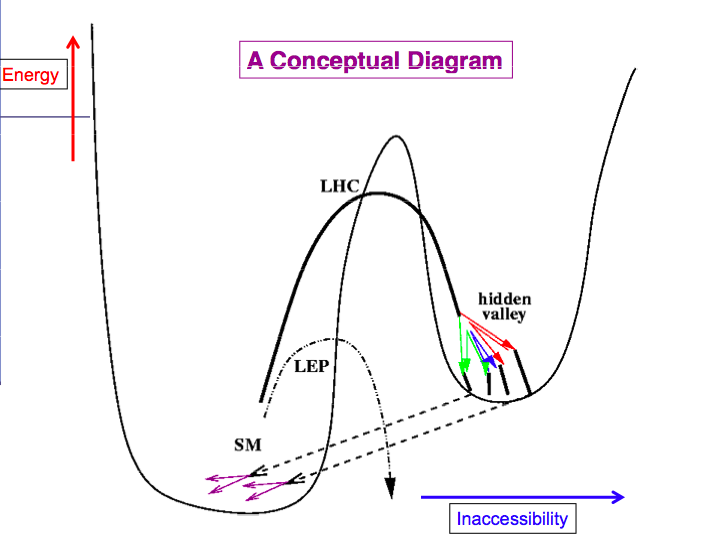 A Conceptual Diagram
Energy
LHC
hidden
valley
LEP
SM
Inaccessibility